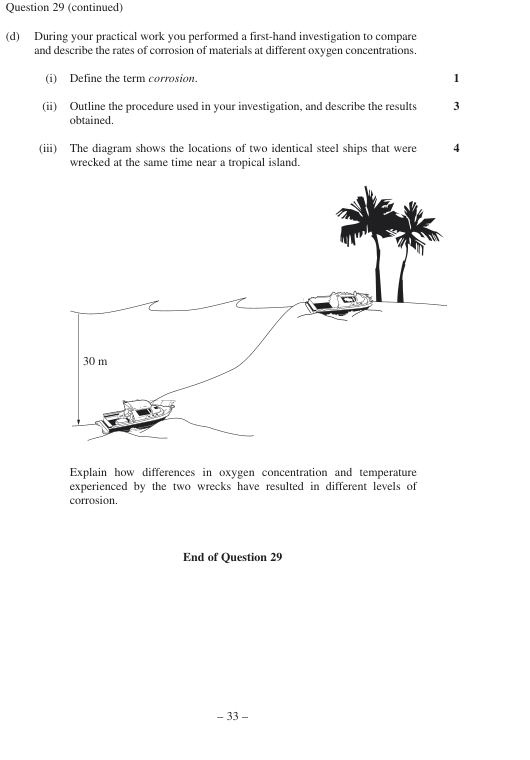 Question 29 (continued)
(d) During your practical work you performed a first-hand investigation to compare
and describe the rates of corrosion of materials at different oxygen concentrations.
(i) Define the term corrosion. 1
(ii) Outline the procedure used in your investigation, and describe the results 3
obtained.
(iii) The diagram shows the locations of two identical steel ships that were 4
wrecked at the same time near a tropical island.
30 m
Explain how differences in oxygen concentration and temperature
experienced by the two wrecks have resulted in different levels of
corrosion.
End of Question 29
– 33 –